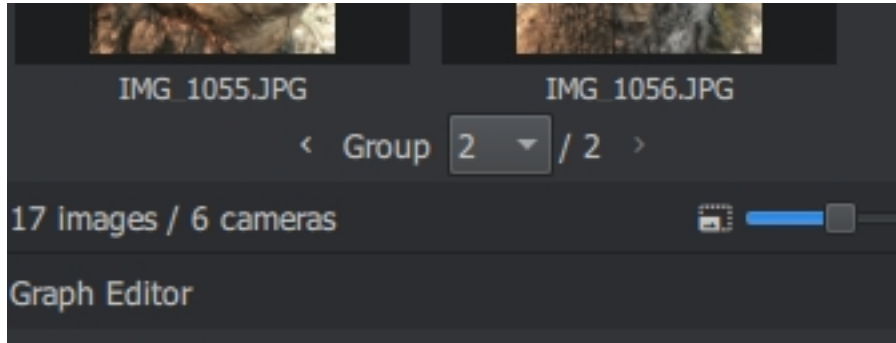 IMG_1055.JPG
IMG_1056.JPG
‹ Group 2 / 2 ›
17 images / 6 cameras
Graph Editor